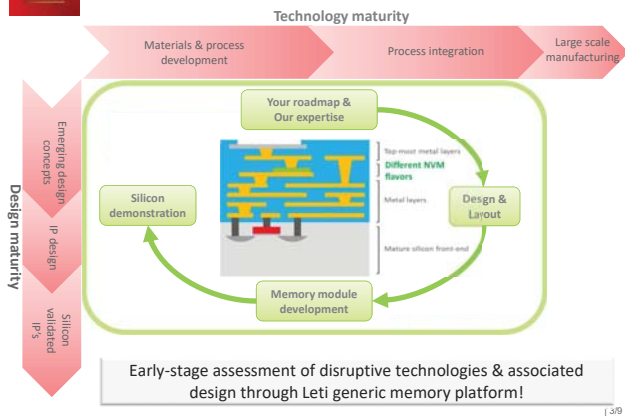 Technology maturity
Materials & process
development
Process integration
Large scale
manufacturing
Design maturity
Emerging design
concepts
IP design
Silicon
validated
IP's
Your roadmap &
Our expertise
Top-most metal layers
Different NVM
flavors
Metal layers
Mature silicon front-end
Silicon
demonstration
Design &
Layout
Memory module
development
Early-stage assessment of disruptive technologies & associated
design through Leti generic memory platform!
| 3/9